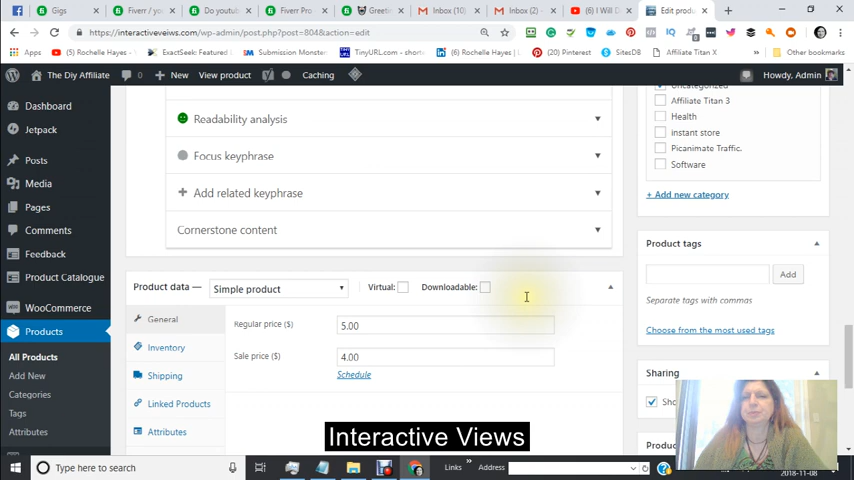 Gigs
Fiverr / you
Do youtub
Fiverr Pro
Greetin
Inbox (10)
Inbox (2) -
(I Will D
Edit produc
https://interactiveveiws.com/wp-admin/post.php?post=804&action=edit
Apps
(5) Rochelle Hayes |
ExactSeek: Featured
Submission Monster
TinyURL.com - shor
(5) Rochelle Hayes |
(20) Pinterest
SitesDB
Affiliate Titan X
Other bookmarks
The Diy Affiliate
0
New
View product
Caching
Howdy, Admin
Dashboard
Jetpack
Posts
Media
Pages
Comments
Feedback
Product Catalogue
WooCommerce
Products
All Products
Add New
Categories
Tags
Attributes
Readability analysis
Focus keyphrase
Add related keyphrase
Cornerstone content
Product data —
Simple product
Virtual:
Downloadable:
General
Inventory
Shipping
Linked Products
Attributes
Regular price ($)
5.00
Sale price ($)
4.00
Schedule
Uncategorized
Affiliate Titan 3
Health
instant store
Picanimate Traffic.
Software
+ Add new category
Product tags
Add
Separate tags with commas
Choose from the most used tags
Sharing
Sho
Produ
Interactive Views
Type here to search
Links
Address
2018-11-08